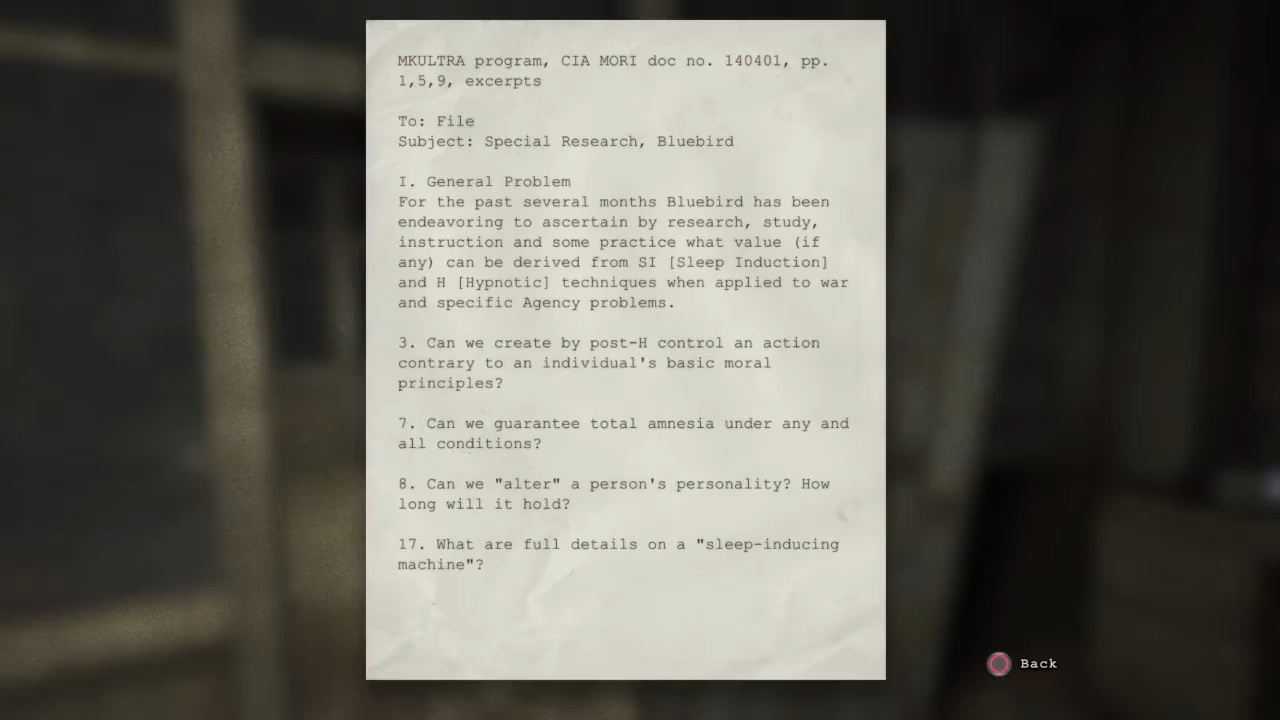 MKULTRA program, CIA MORI doc no. 140401, pp.
1,5,9, excerpts
To: File
Subject: Special Research, Bluebird
I. General Problem
For the past several months Bluebird has been
endeavoring to ascertain by research, study,
instruction and some practice what value (if
any) can be derived from SI [Sleep Induction]
and H [Hypnotic] techniques when applied to war
and specific Agency problems.
3. Can we create by post-H control an action
contrary to an individual's basic moral
principles?
7. Can we guarantee total amnesia under any and
all conditions?
8. Can we "alter" a person's personality? How
long will it hold?
17. What are full details on a "sleep-inducing
machine"?
Back